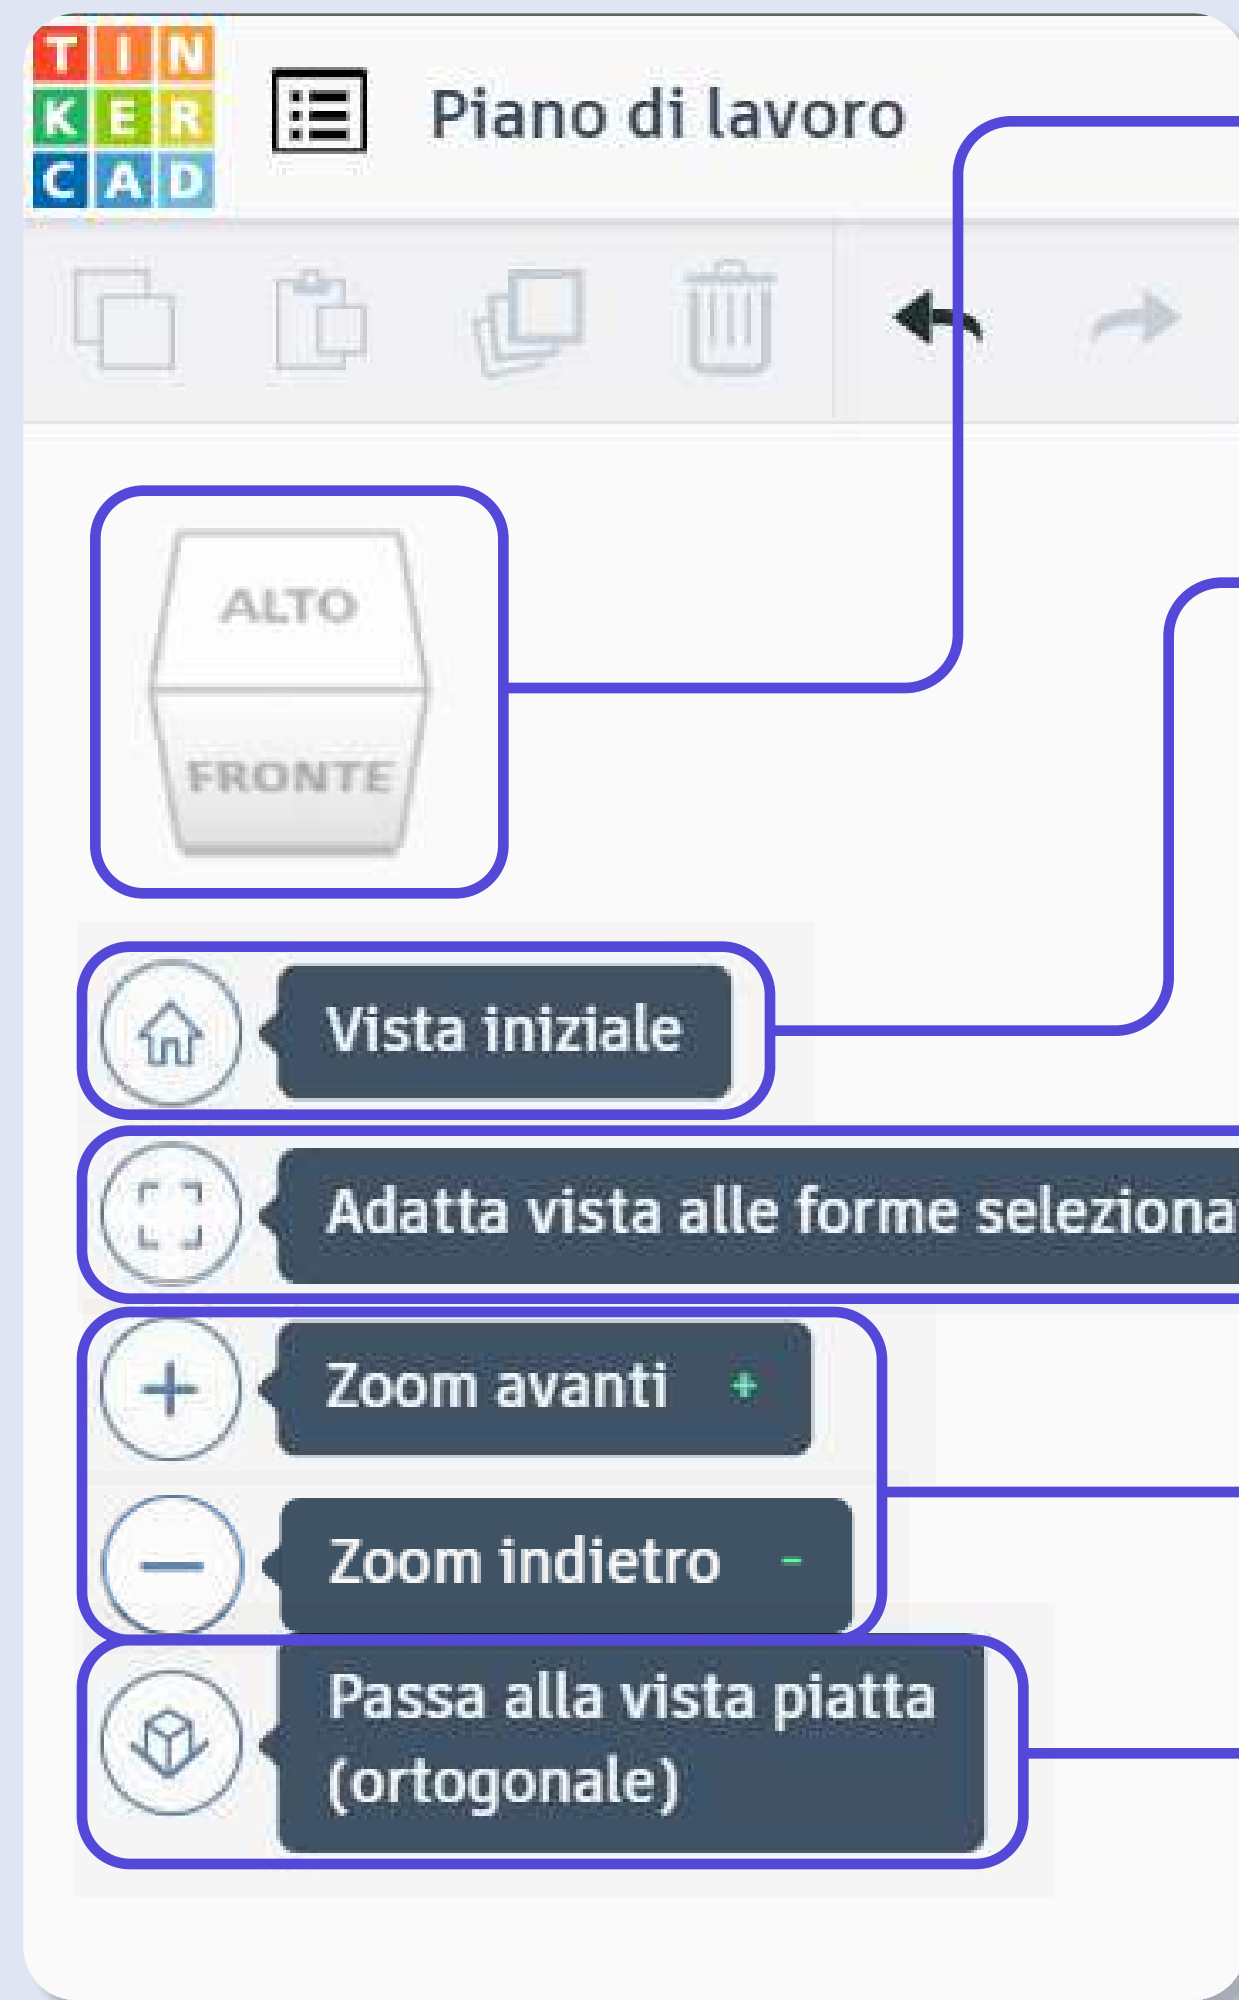 TIN
KER
CAD
Piano di lavoro
ALTO
FRONTE
Vista iniziale
Adatta vista alle forme
Zoom avanti +
Zoom indietro -
Passa alla vista piatta
(ortogonale)